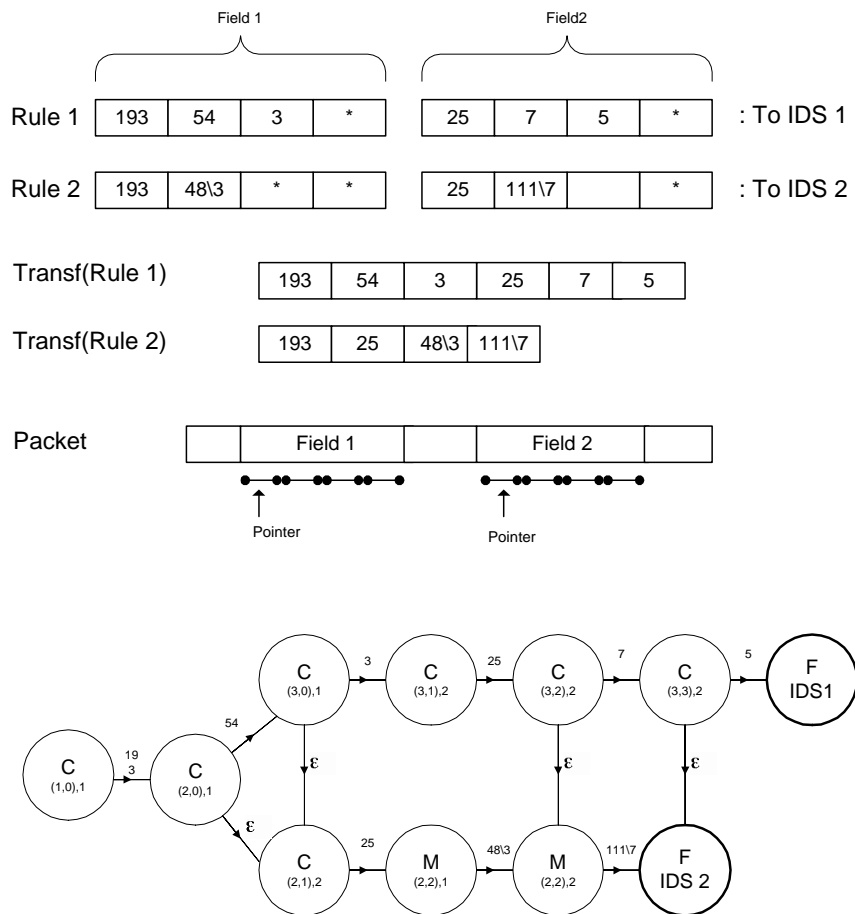 Field 1 Field2
Rule 1 193 54 3 * 25 7 5 * : To IDS 1
Rule 2 193 48\3 * * 25 111\7 * : To IDS 2
Transf(Rule 1) 193 54 3 25 7 5
Transf(Rule 2) 193 25 48\3 111\7
Packet Field 1 Field 2
Pointer Pointer
3 25 7 5
C C C C F
(3,0),1 (3,1),2 (3,2),2 (3,3),2 IDS1
54
19
3
C C
(1,0),1 (2,0),1
ε ε ε
ε
25 48\3 111\7
C M M F
(2,1),2 (2,2),1 (2,2),2 IDS 2